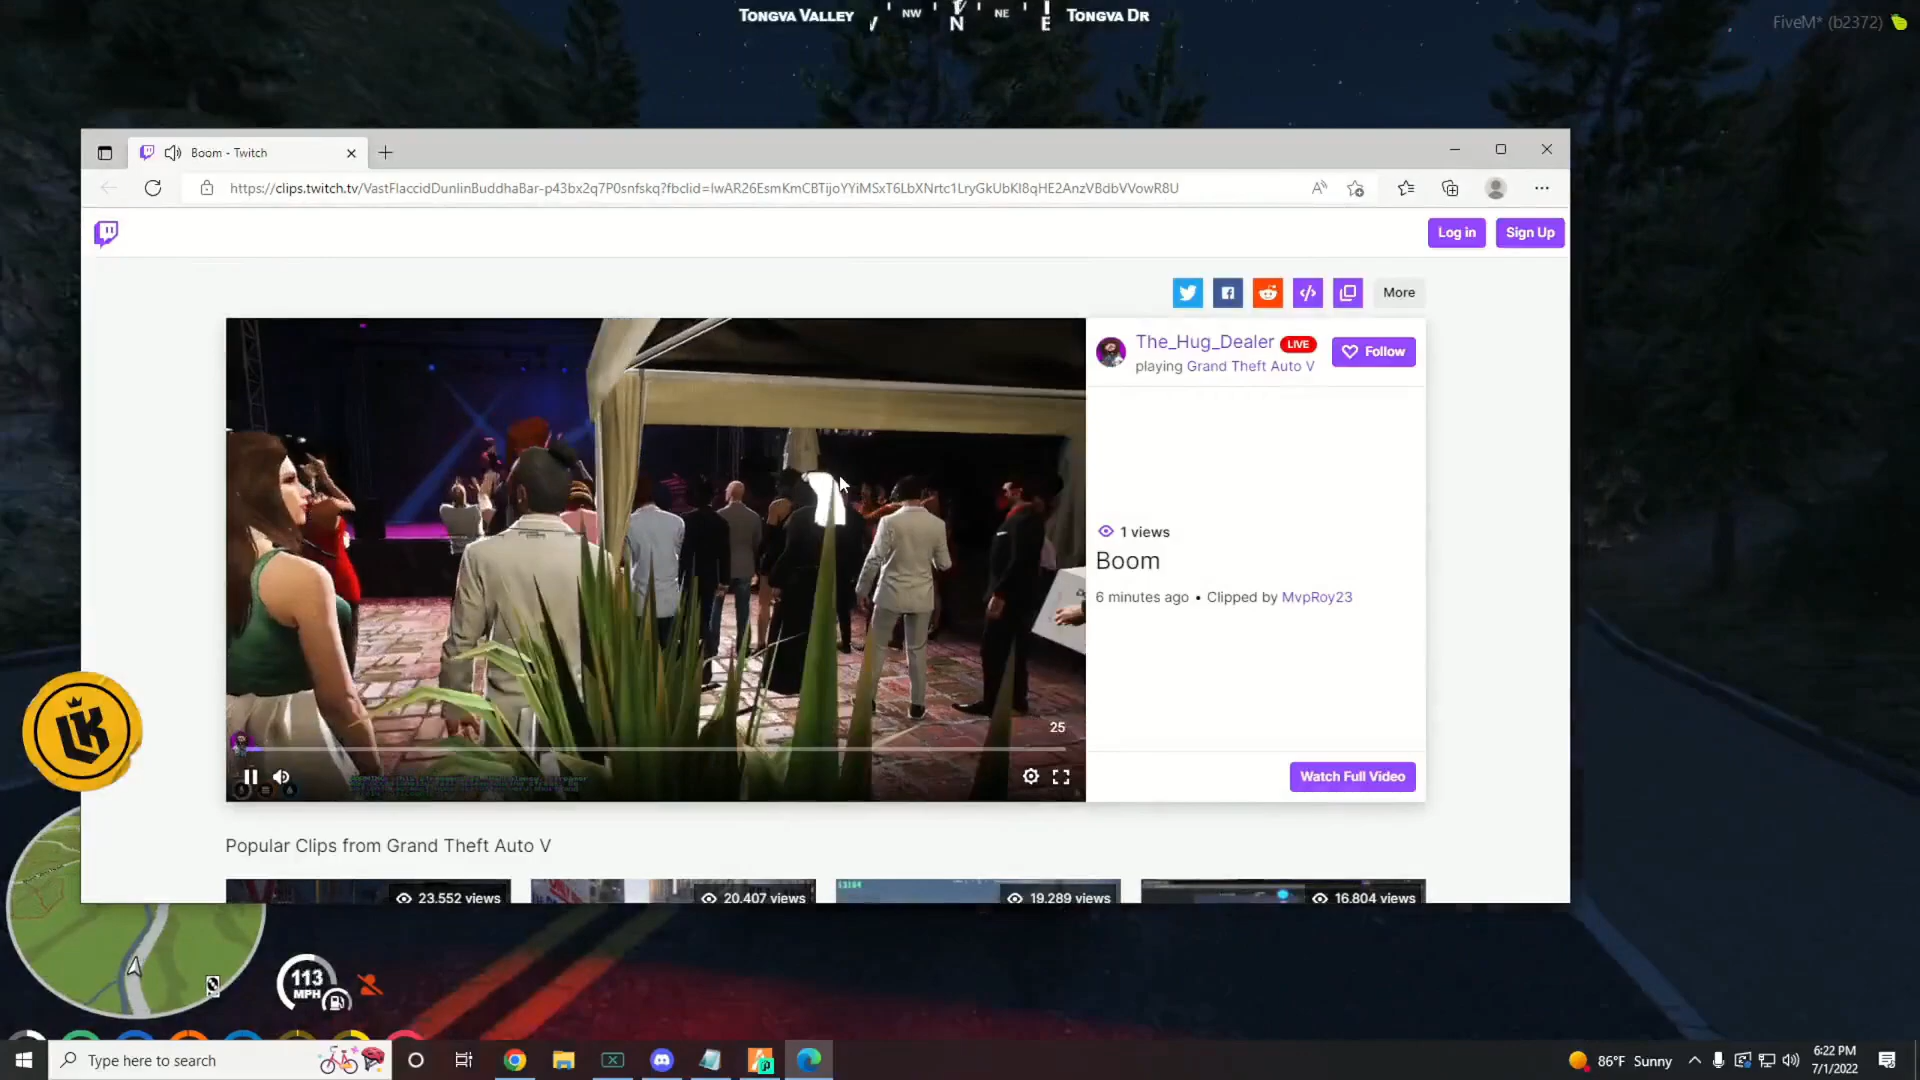 TONGVA VALLEY
NW
N
NE
E
TONGVA DR
FiveM* (b2372)
Boom - Twitch
https://clips.twitch.tv/VastFlaccidDunlinBuddhaBar-p43bx2q7P0snfskq?fbclid=IwAR26EsmKmCBTijoYYiMSxT6LbXNrtc1LryGkUbKI8qHE2AnzVBdbVVowR8U
Log in
Sign Up
More
The_Hug_Dealer LIVE
Follow
playing Grand Theft Auto V
1 views
Boom
6 minutes ago • Clipped by MvpRoy23
25
Watch Full Video
LK
Popular Clips from Grand Theft Auto V
23.552 views
20.407 views
19.289 views
16.804 views
113
MPH
Type here to search
86°F Sunny
6:22 PM
7/1/2022